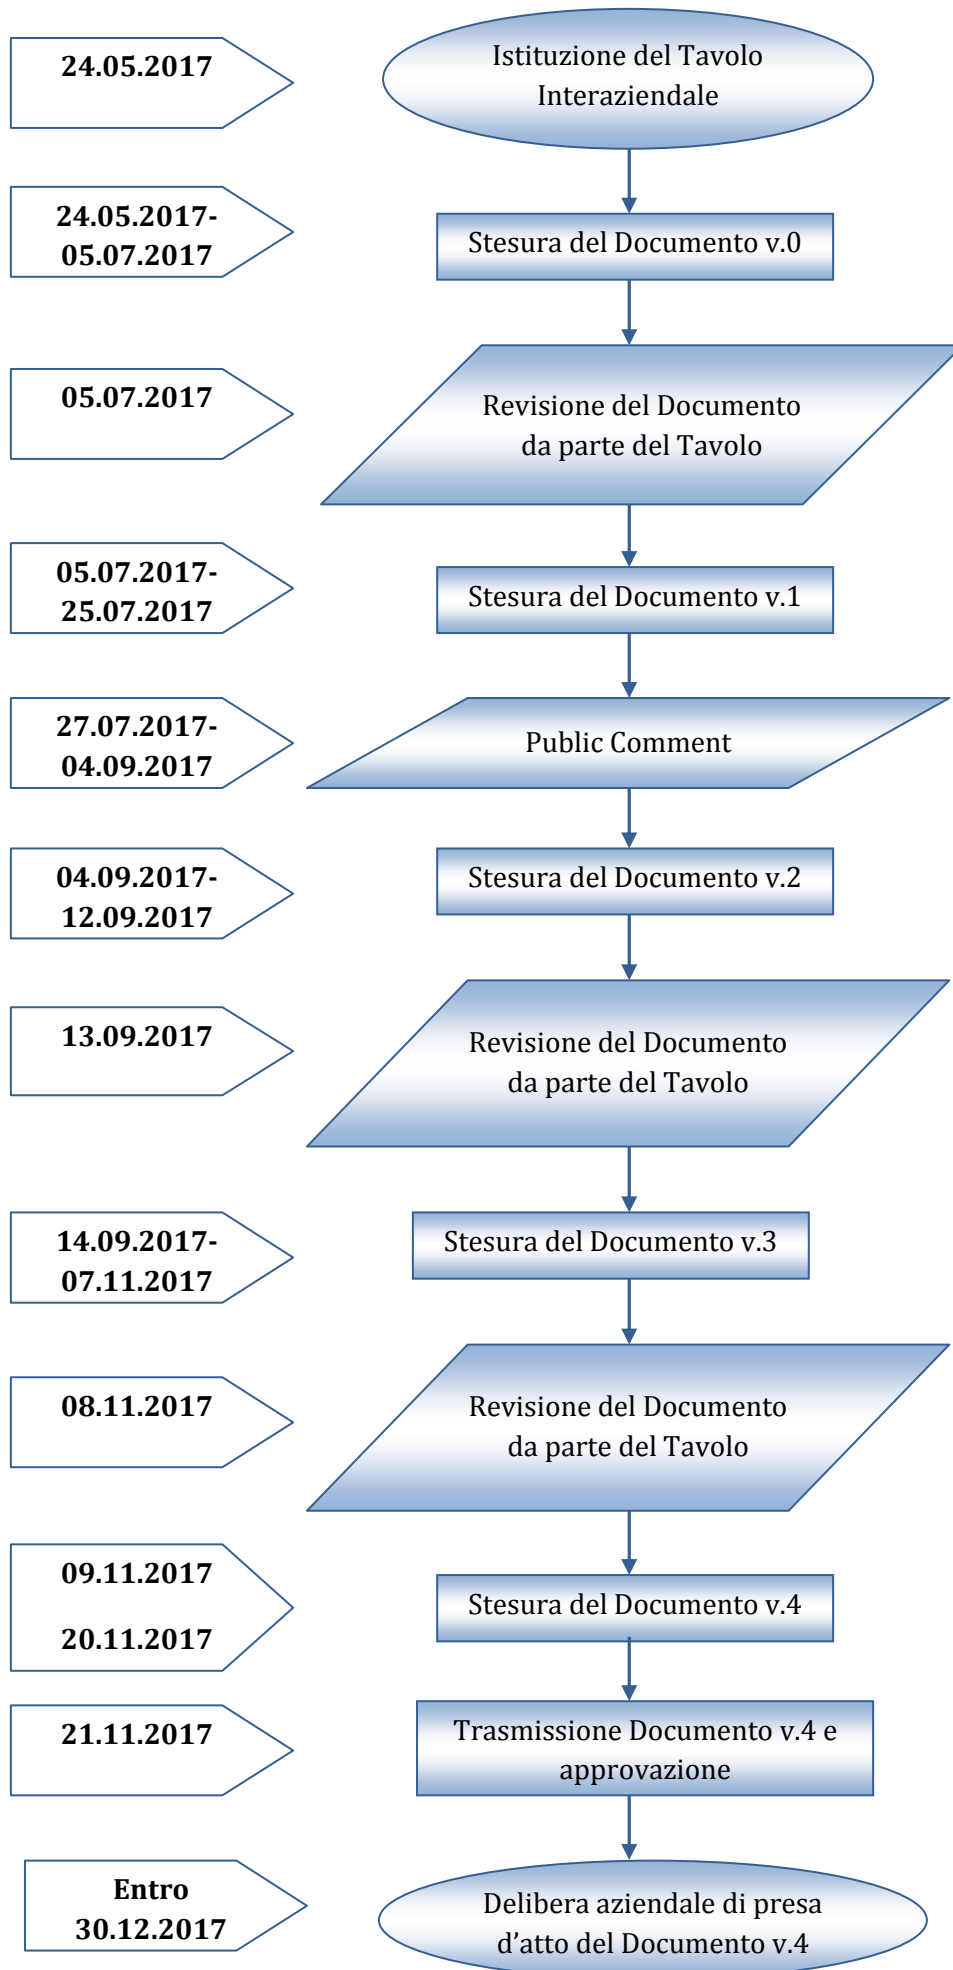 24.05.2017
Istituzione del Tavolo
Interaziendale
24.05.2017-
05.07.2017
Stesura del Documento v.0
05.07.2017
Revisione del Documento
da parte del Tavolo
05.07.2017-
25.07.2017
Stesura del Documento v.1
27.07.2017-
04.09.2017
Public Comment
04.09.2017-
12.09.2017
Stesura del Documento v.2
13.09.2017
Revisione del Documento
da parte del Tavolo
14.09.2017-
07.11.2017
Stesura del Documento v.3
08.11.2017
Revisione del Documento
da parte del Tavolo
09.11.2017
20.11.2017
Stesura del Documento v.4
21.11.2017
Trasmissione Documento v.4 e
approvazione
Entro
30.12.2017
Delibera aziendale di presa
d’atto del Documento v.4